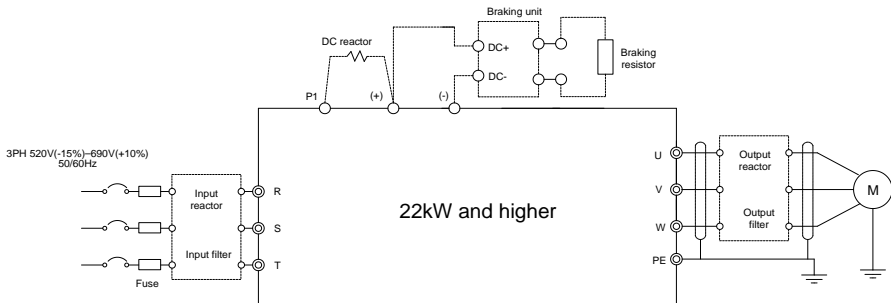 Braking unit
DC reactor
DC+
DC-
Braking
resistor
P1
(+)
(-)
3PH 520V(-15%)–690V(+10%)
50/60Hz
Input
reactor
Input filter
Fuse
R
S
T
22kW and higher
U
V
W
PE
Output
reactor
Output
filter
M